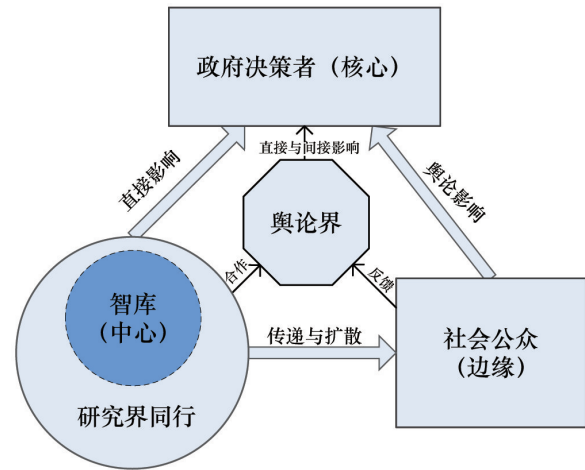 政府决策者（核心）
直接与间接影响
直接影响
舆论影响
舆论界
合作
反馈
智库
（中心）
传递与扩散
社会公众
（边缘）
研究界同行